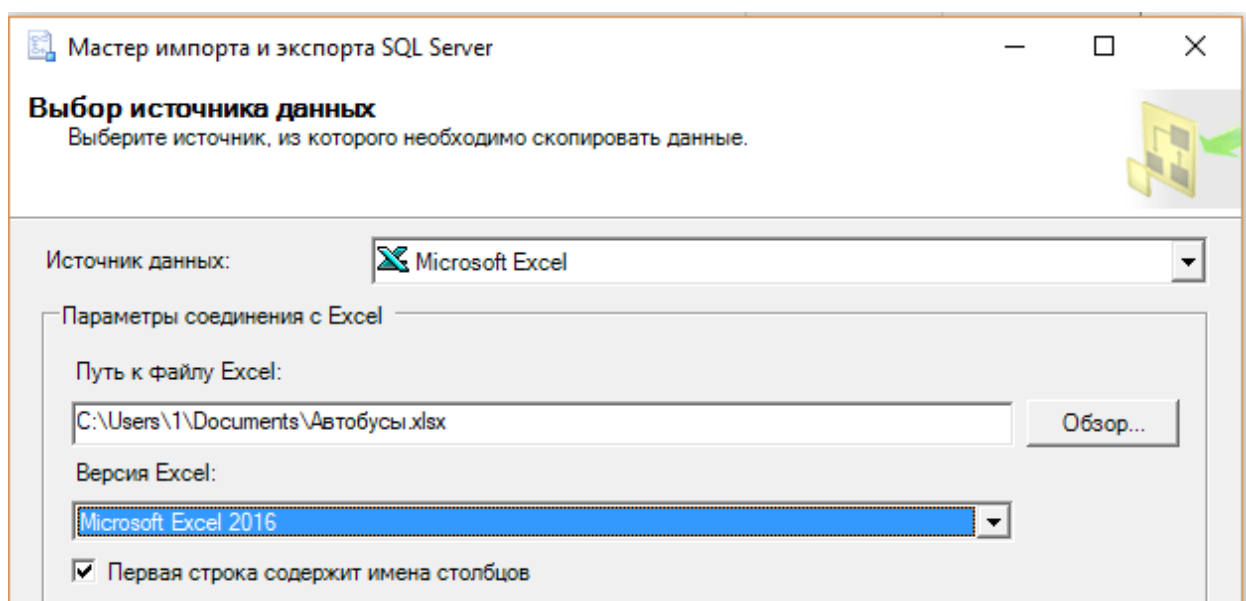 Мастер импорта и экспорта SQL Server
Выбор источника данных
Выберите источник, из которого необходимо скопировать данные.
Источник данных:
Microsoft Excel
Параметры соединения с Excel
Путь к файлу Excel:
C:\Users\1\Documents\Автобусы.xlsx
Обзор...
Версия Excel:
Microsoft Excel 2016
Первая строка содержит имена столбцов